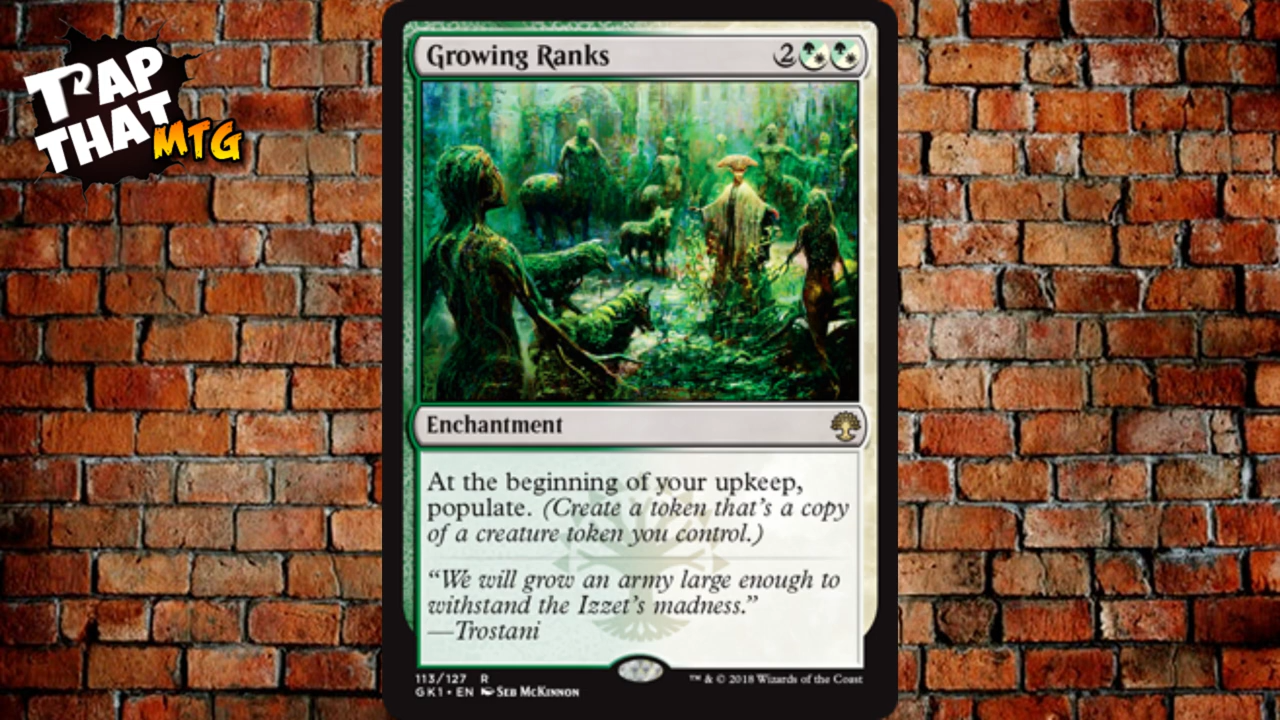 TRAP
THAT
MTG
Growing Ranks 2
Enchantment
At the beginning of your upkeep,
populate. (Create a token that's a copy
of a creature token you control.)
“We will grow an army large enough to
withstand the Izzet's madness.”
—Trostani
113/127 R
GK1 • EN Seb McKinnon
™ & © 2018 Wizards of the Coast